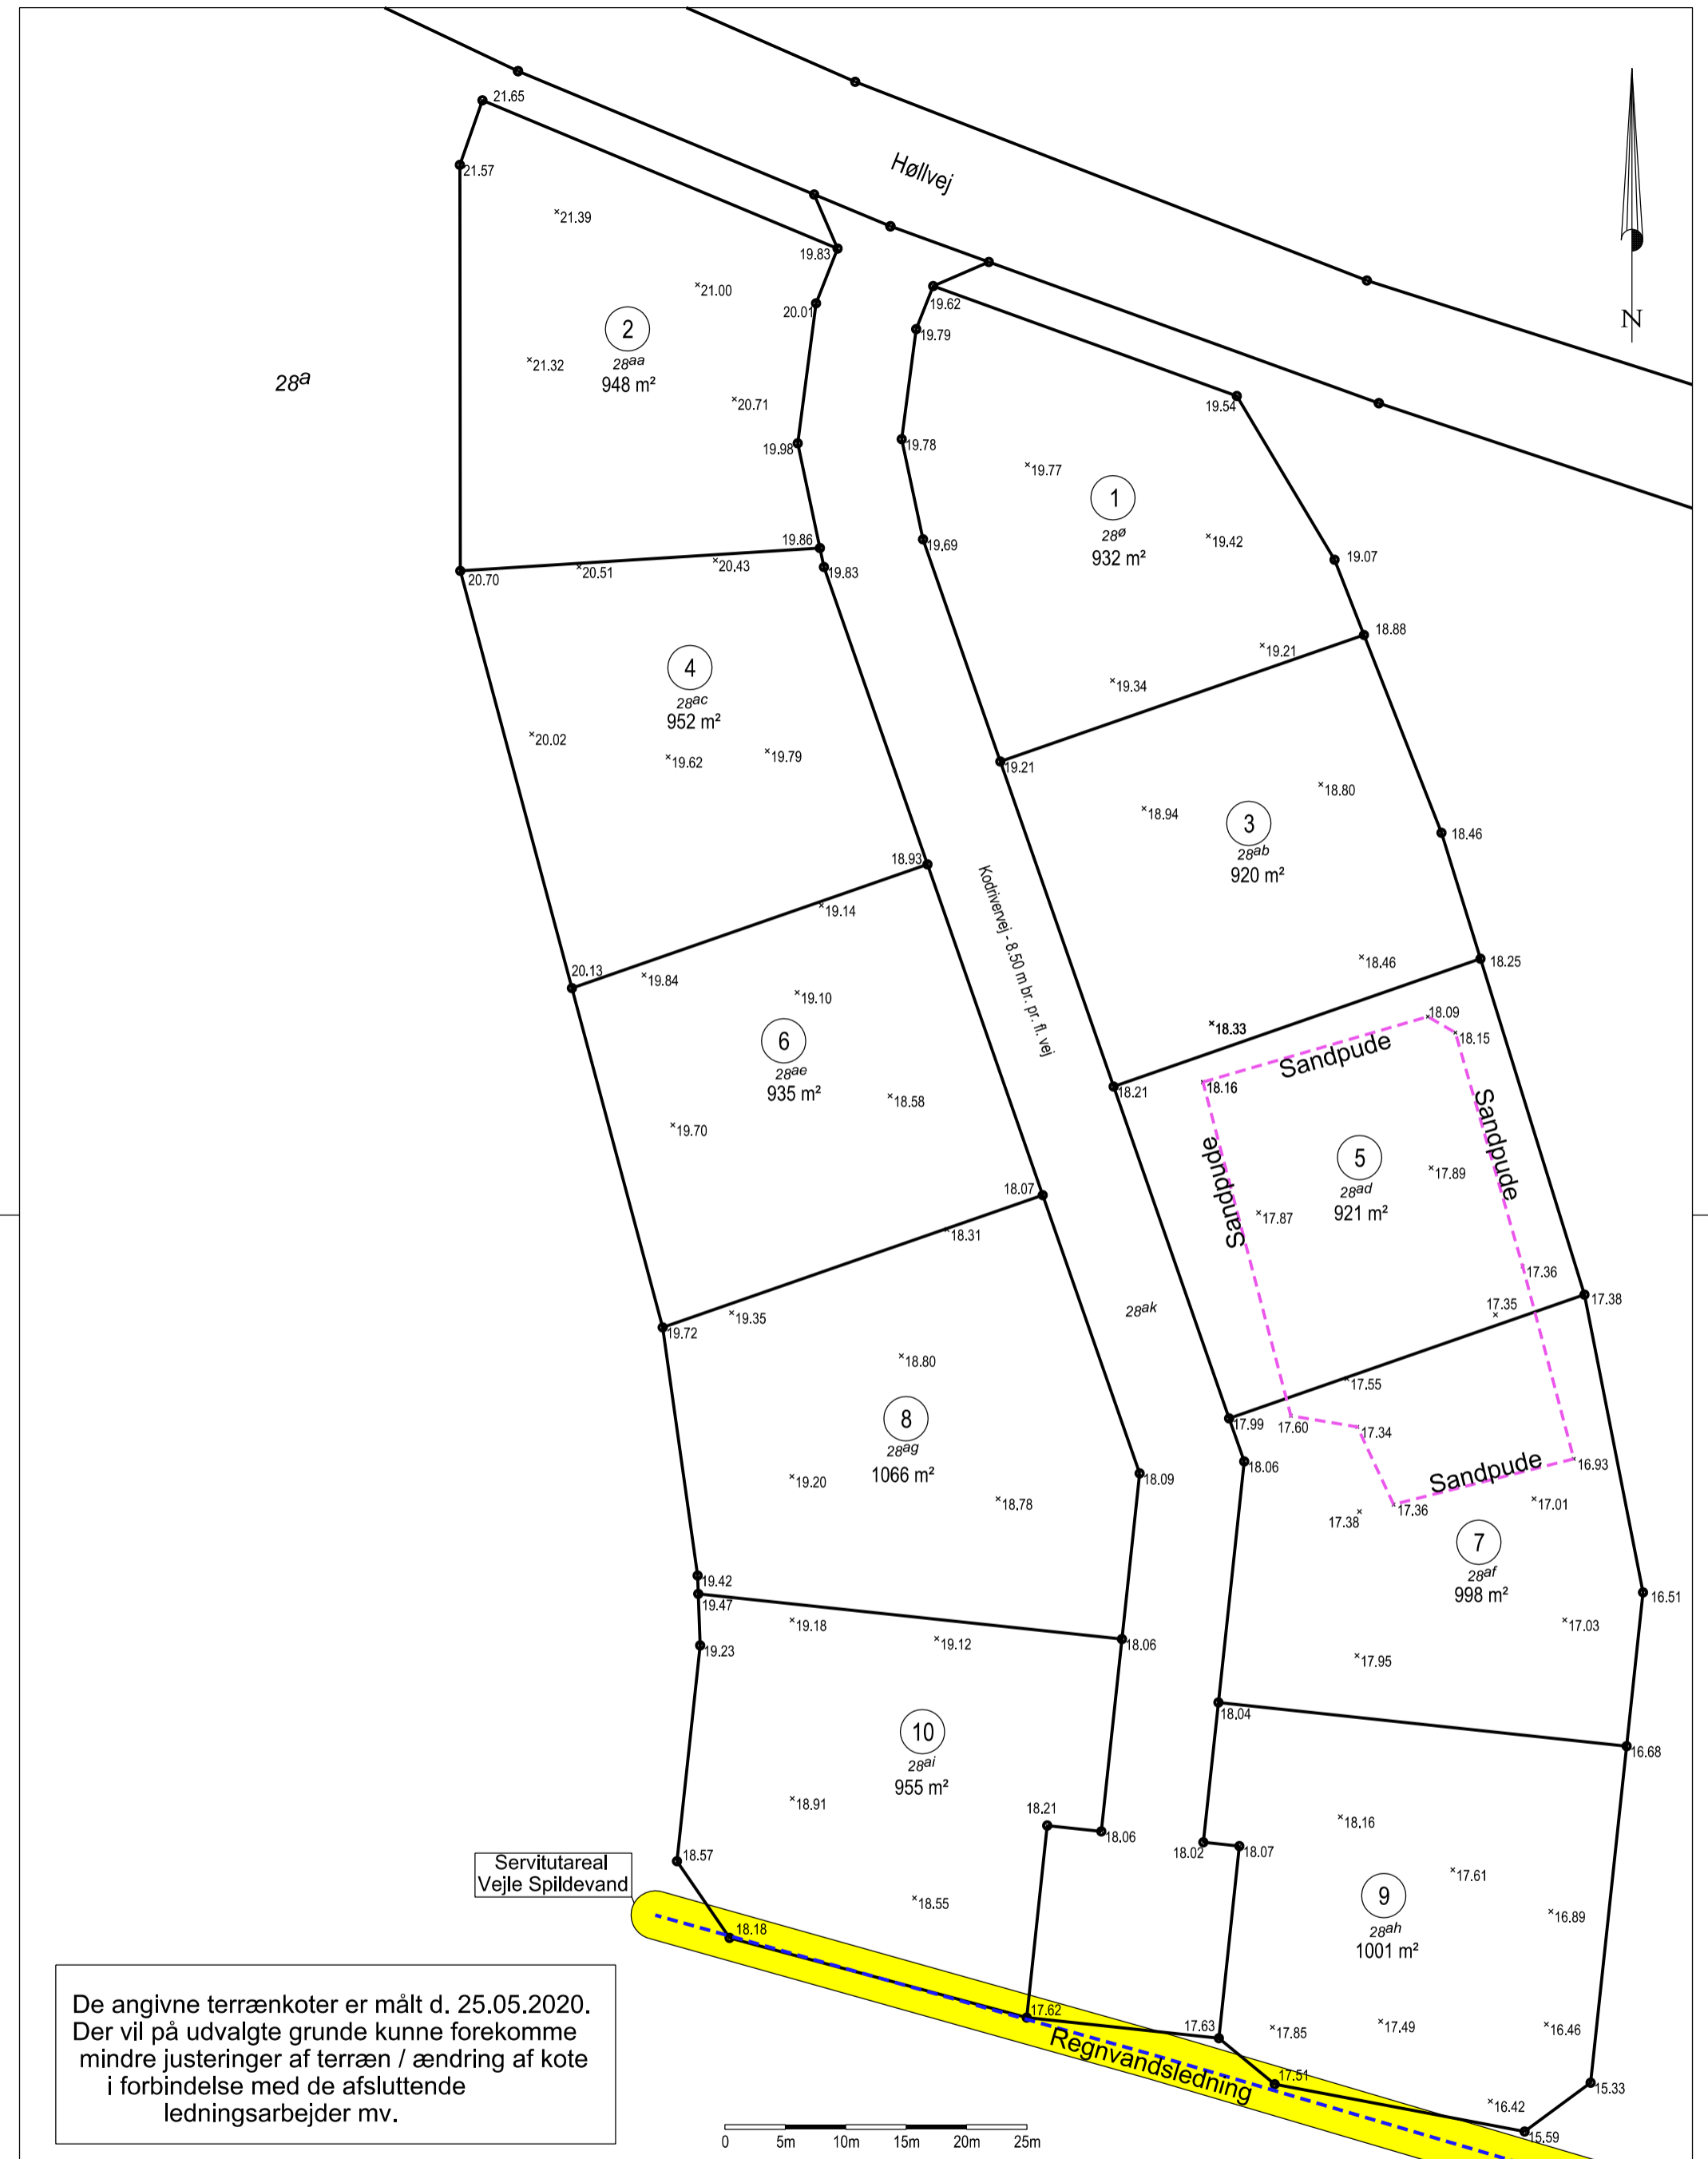 21.65
21.57
×21.39
Høllvej
19.83
×21.00
20.01
19.62
19.79
N
2
28aa
948 m²
×21.32
28a
×20.71
19.54
19.98
19.78
×19.77
1
28ø
932 m²
×19.42
19.86
19.69
19.07
20.70
×20.51
×20.43
19.83
18.88
×19.21
×19.34
4
28ac
952 m²
×20.02
×19.62
×19.79
19.21
×18.80
×18.94
3
28ab
920 m²
18.46
18.93
×19.14
Kodrivervej - 8.50 m br. pr. fl. vej
20.13
×19.84
×19.10
×18.46
18.25
6
28ae
935 m²
×18.33
18.09
18.15
Sandpude
18.16
18.21
Sandpude
Sandpude
×18.58
×19.70
5
28ad
921 m²
×17.89
×17.87
18.07
×18.31
×17.36
17.35
17.38
28ak
19.72
×19.35
×18.80
×17.55
8
28ag
1066 m²
17.99
17.60
17.34
18.06
18.09
Sandpude
16.93
×19.20
×18.78
17.38
17.36
×17.01
7
28af
998 m²
19.42
19.47
16.51
×19.18
×19.12
18.06
×17.03
19.23
×17.95
18.04
16.68
10
28ai
955 m²
×18.91
18.21
18.06
×18.16
18.02
18.07
18.57
Servitutareal
Vejle Spildevand
×17.61
9
28ah
1001 m²
×18.55
×16.89
18.18
17.62
17.63
×17.85
×17.49
×16.46
Regnvandsledning
17.51
15.33
×16.42
15.59
De angivne terrænkoter er målt d. 25.05.2020.
Der vil på udvalgte grunde kunne forekomme
mindre justeringer af terræn / ændring af kote
i forbindelse med de afsluttende
ledningsarbejder mv.
0 5m 10m 15m 20m 25m